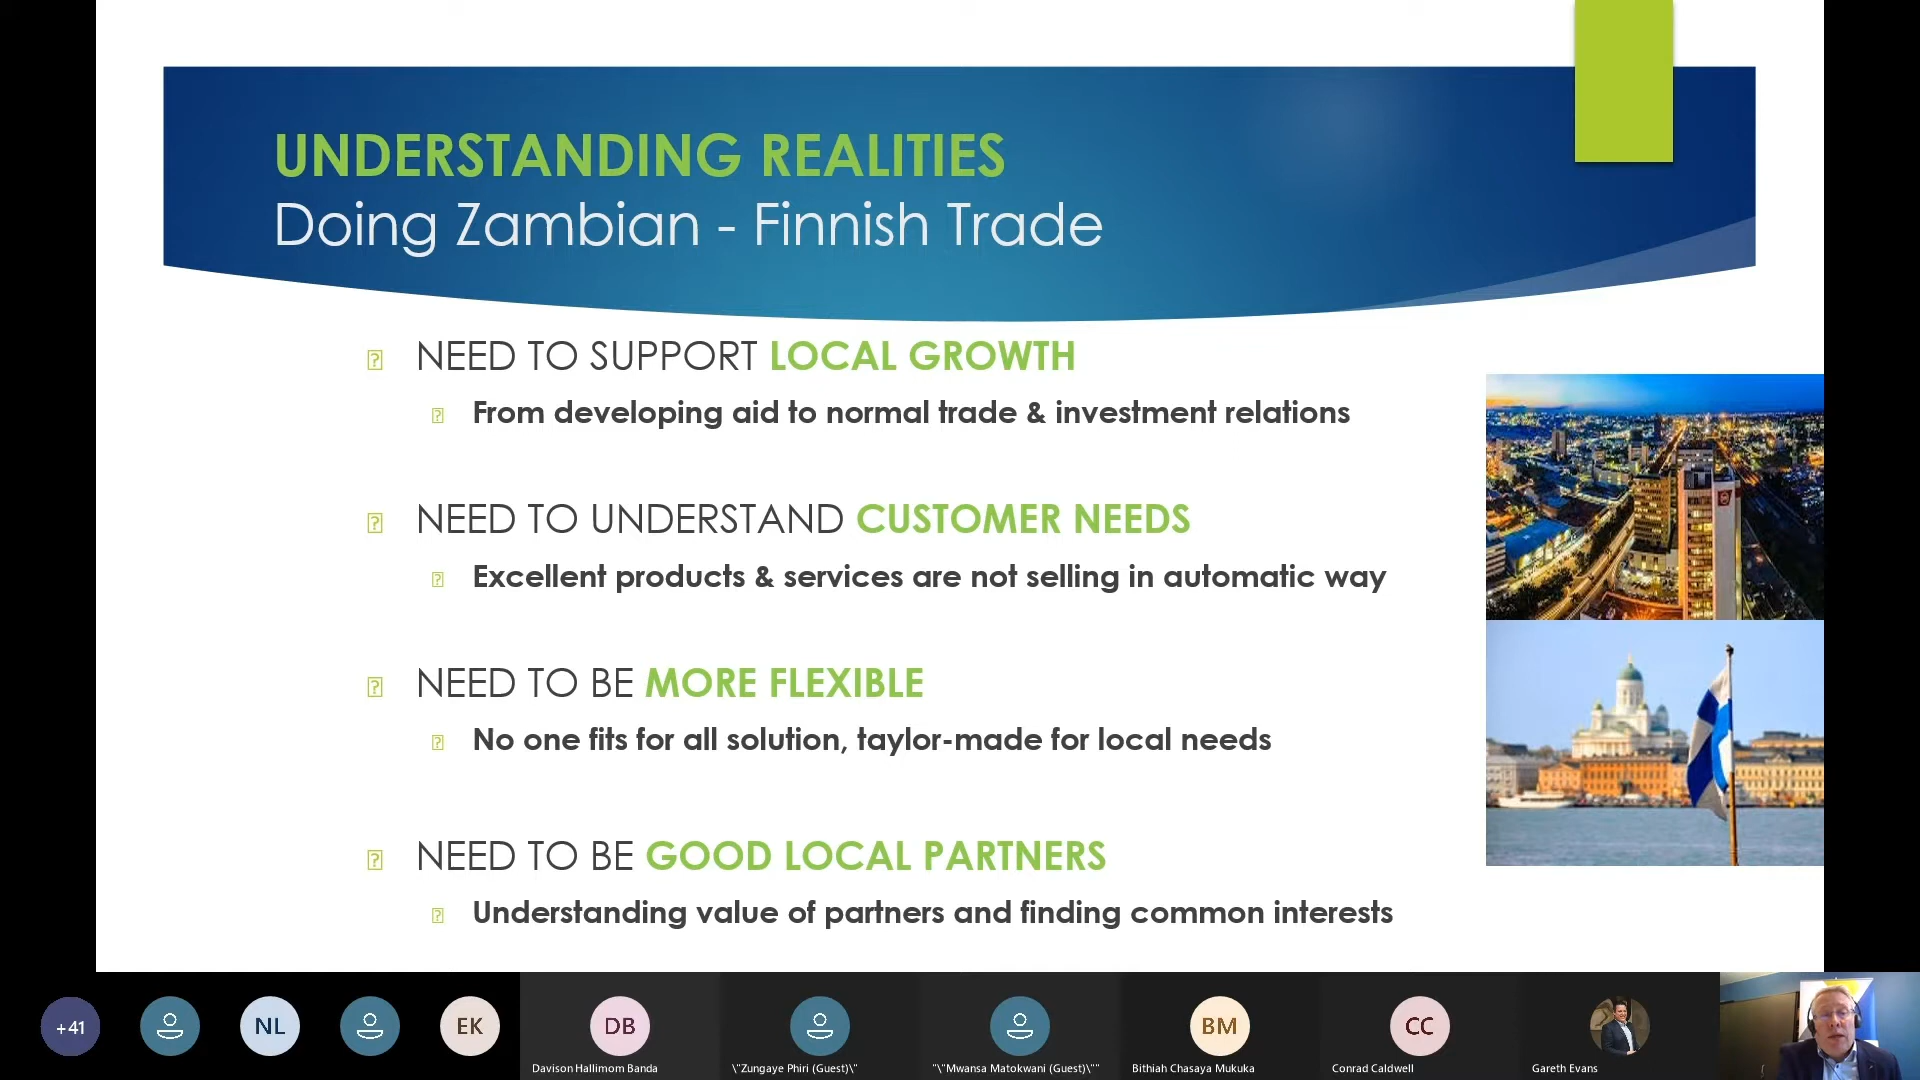 UNDERSTANDING REALITIES
Doing Zambian - Finnish Trade
NEED TO SUPPORT LOCAL GROWTH
From developing aid to normal trade & investment relations
NEED TO UNDERSTAND CUSTOMER NEEDS
Excellent products & services are not selling in automatic way
NEED TO BE MORE FLEXIBLE
No one fits for all solution, taylor-made for local needs
NEED TO BE GOOD LOCAL PARTNERS
Understanding value of partners and finding common interests
+41
NL
EK
DB
BM
CC
Davison Hallimom Banda
\"Zungaye Phiri (Guest)\"
"\"Mwansa Matokwani (Guest)\""
Bithiah Chasaya Mukuka
Conrad Caldwell
Gareth Evans